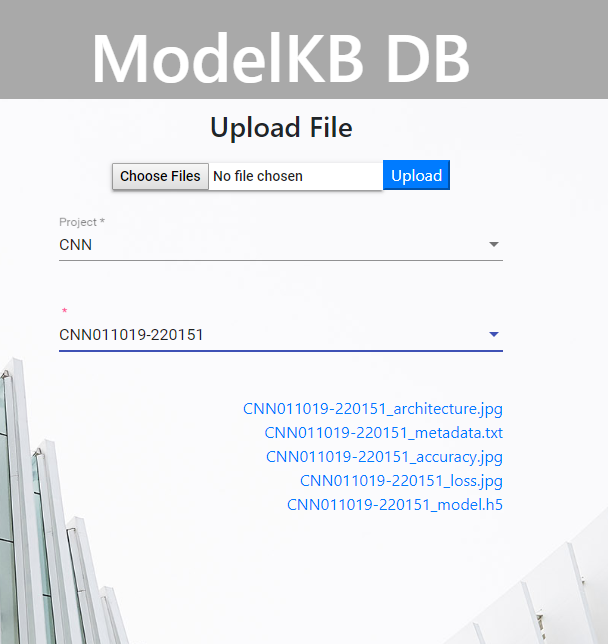 ModelKB DB
Upload File
Choose Files No file chosen Upload
Project *
CNN
*
CNN011019-220151
CNN011019-220151_architecture.jpg
CNN011019-220151_metadata.txt
CNN011019-220151_accuracy.jpg
CNN011019-220151_loss.jpg
CNN011019-220151_model.h5